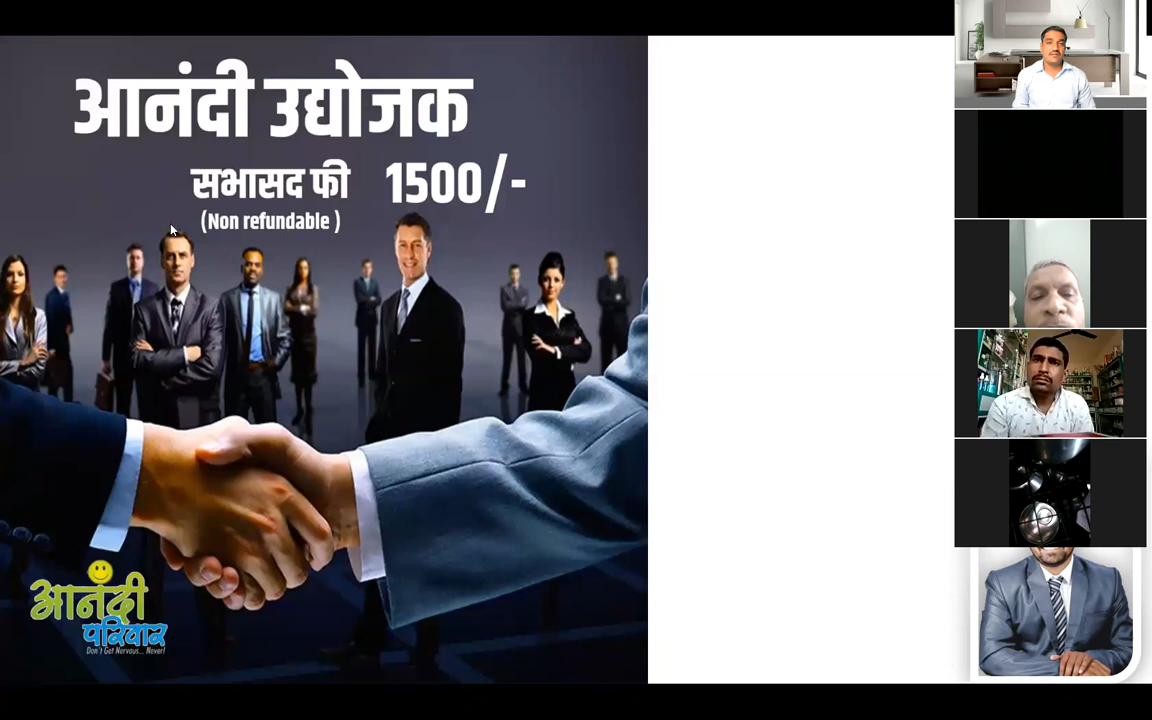 आनंदी उद्योजक
सभासद फी 1500/-
(Non refundable )
आनंदी
परिवार
Don't Get Nervous... Never!